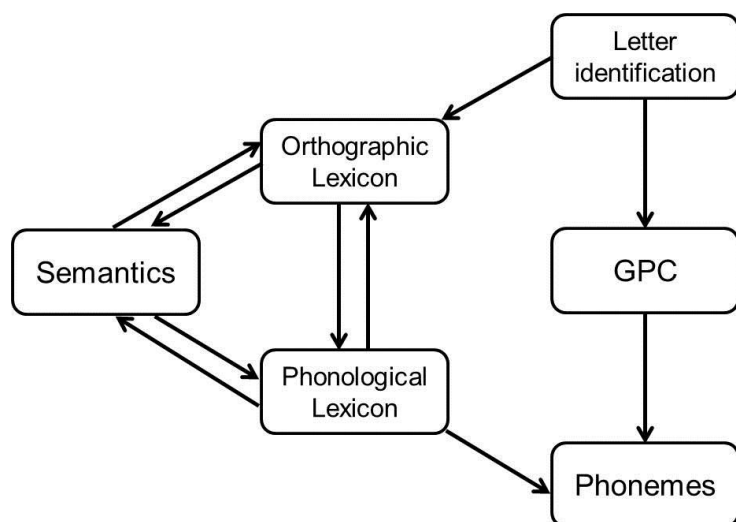 Letter
identification
Orthographic
Lexicon
Semantics
GPC
Phonological
Lexicon
Phonemes